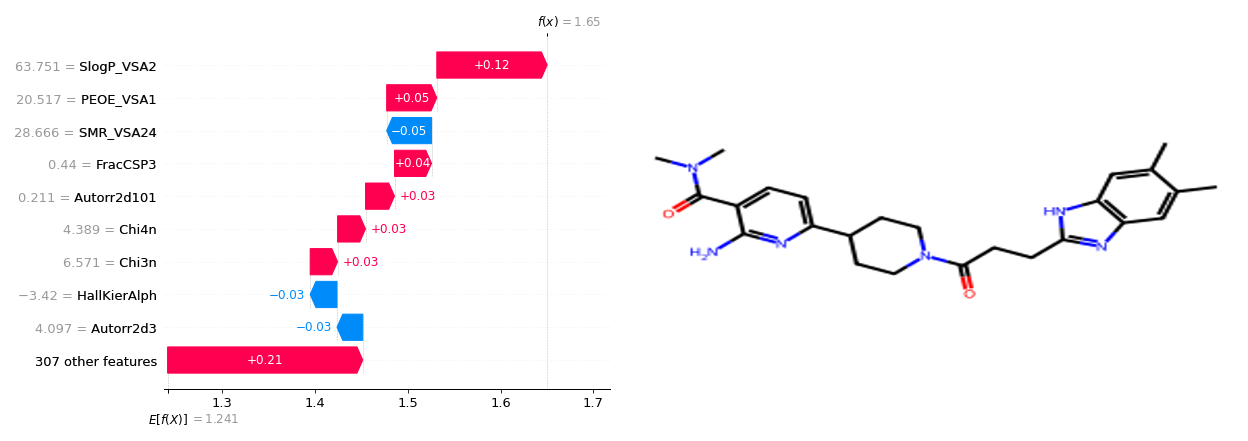 f(x) = 1.65
63.751 = SlogP_VSA2
+0.12
20.517 = PEOE_VSA1
+0.05
28.666 = SMR_VSA24
−0.05
0.44 = FracCSP3
+0.04
0.211 = Autorr2d101
+0.03
4.389 = Chi4n
+0.03
6.571 = Chi3n
+0.03
−3.42 = HallKierAlph
−0.03
4.097 = Autorr2d3
−0.03
307 other features
+0.21
1.3 1.4 1.5 1.6 1.7
E[f(X)] = 1.241
N
O
H₂N
N
N
O
HN
N